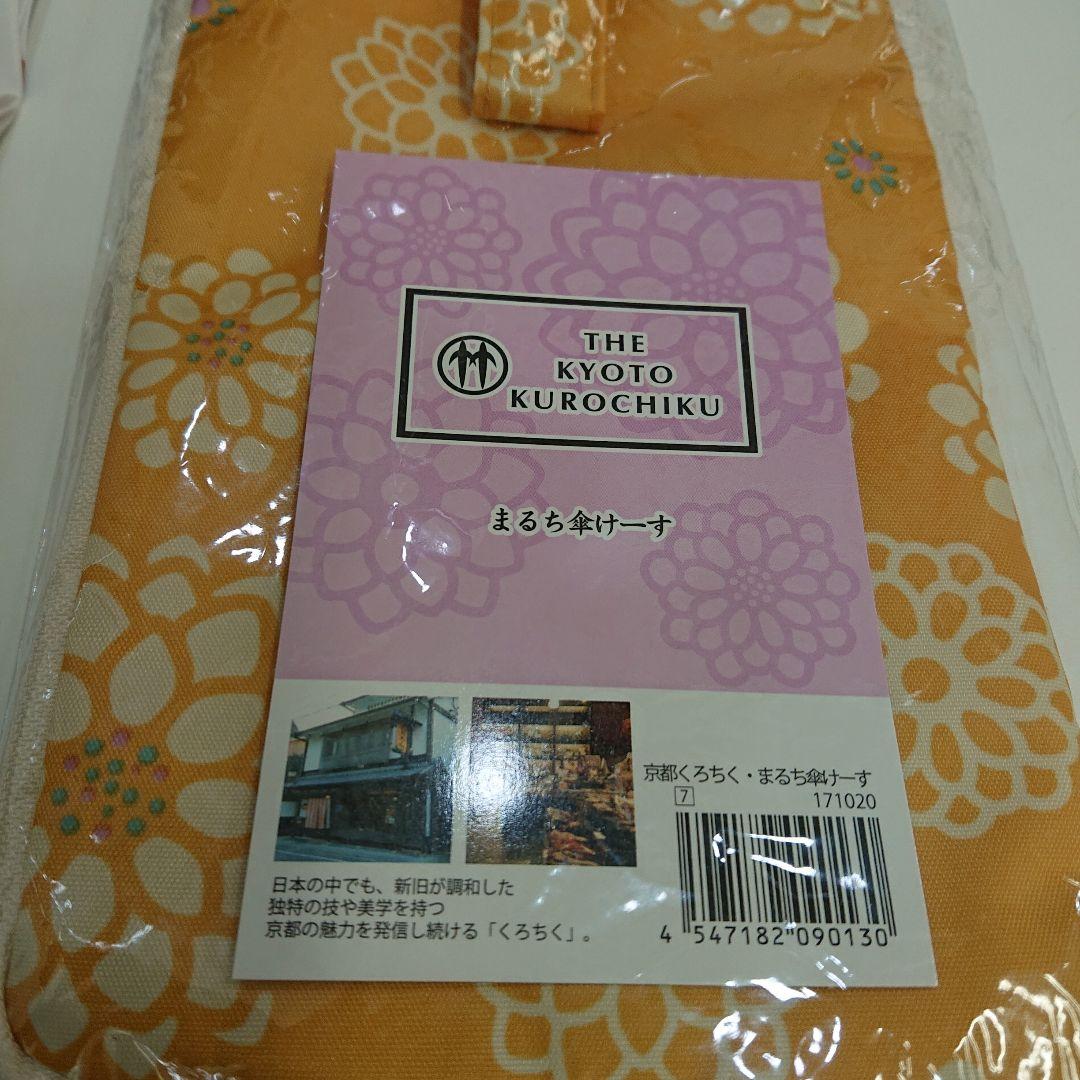 THE
KYOTO
KUROCHIKU
まるち傘けーす
京都くろちく・まるち傘けーす
7 171020
日本の中でも、新旧が調和した
独特の技や美学を持つ
京都の魅力を発信し続ける「くろちく」。
4 547182 090130